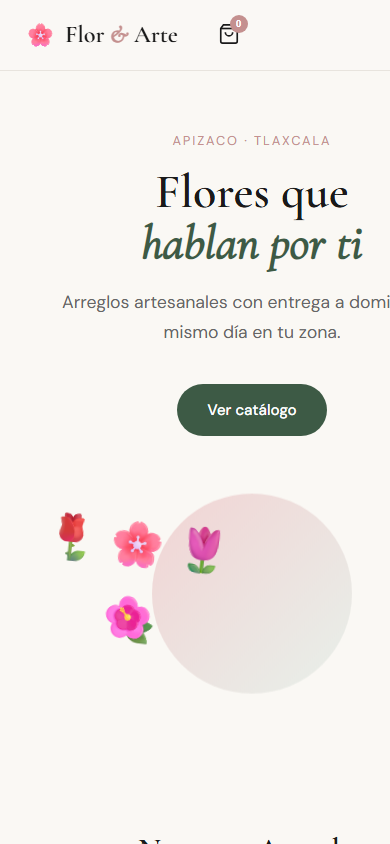 Flor & Arte
0
APIZACO · TLAXCALA
Flores que
hablan por ti
Arreglos artesanales con entrega a
mismo día en tu zona.
Ver catálogo